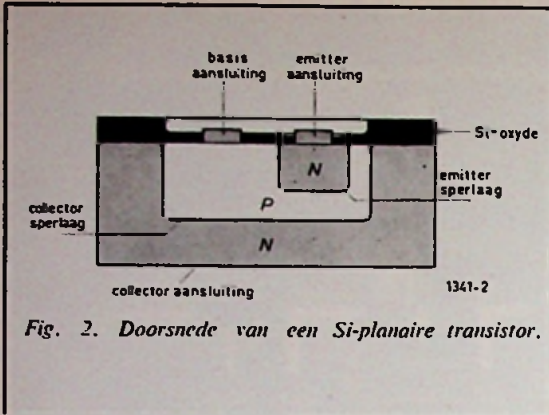 basis
aansluiting
emitter
aansluiting
Si-oxyde
N
emitter
sperlaag
P
collector
sperlaag
N
collector aansluiting
1341-2
Fig. 2. Doorsnede van een Si-planaire transistor.